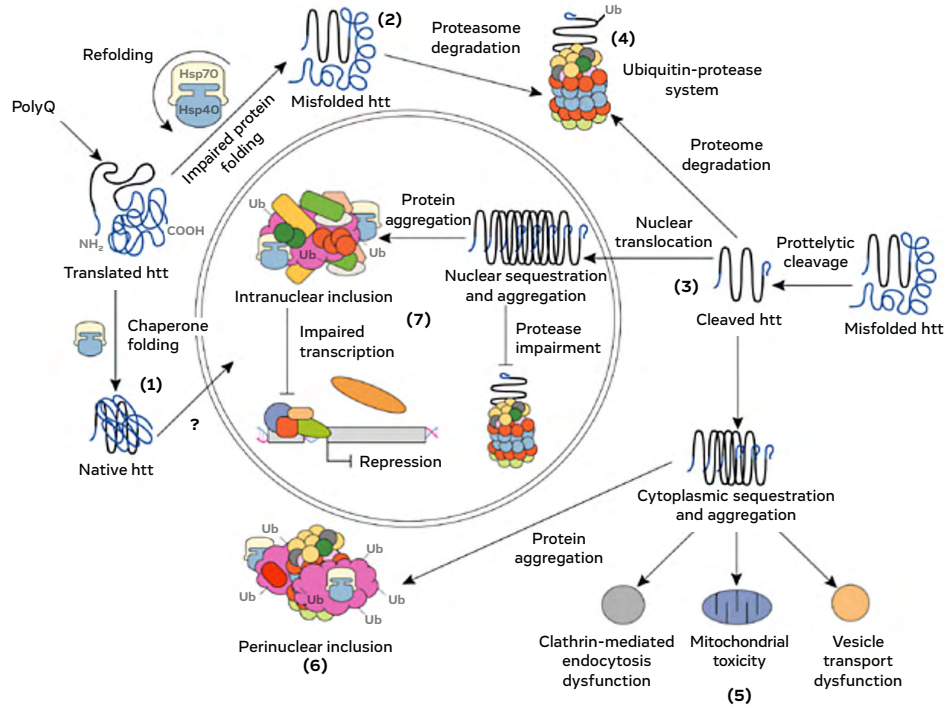 (2)
Ub
(4)
Proteasome
degradation
Refolding
Hsp70
Hsp40
Misfolded htt
Ubiquitin-protease
system
PolyQ
Impaired protein
folding
Proteome
degradation
NH₂
COOH
Translated htt
Ub
Protein
aggregation
Ub
Ub
Intranuclear inclusion
Nuclear sequestration
and aggregation
Nuclear
translocation
Prottelytic
cleavage
(3)
Cleaved htt
Misfolded htt
Chaperone
folding
(1)
?
Native htt
Impaired
transcription
(7)
Protease
impairment
Repression
Cytoplasmic sequestration
and aggregation
Protein
aggregation
Ub
Ub
Ub
Ub
Ub
Perinuclear inclusion
(6)
Clathrin-mediated
endocytosis
dysfunction
Mitochondrial
toxicity
(5)
Vesicle
transport
dysfunction